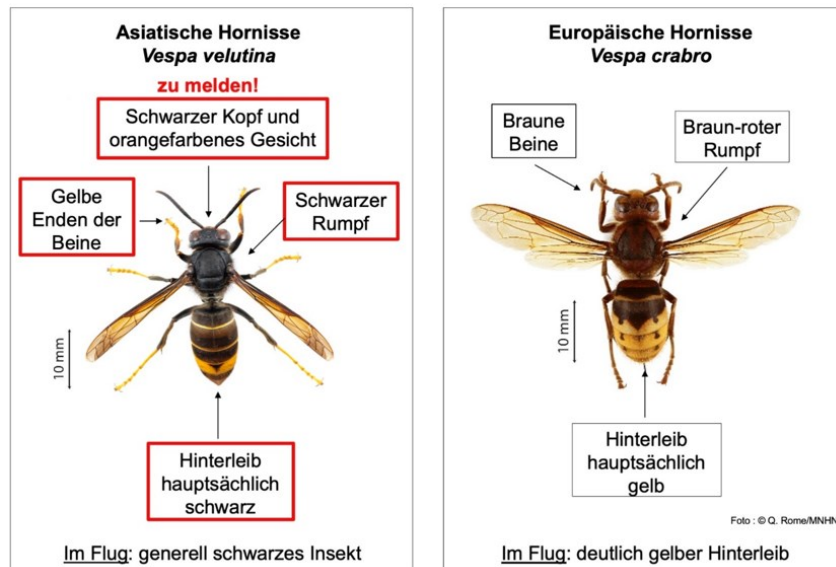 Asiatische Hornisse
Vespa velutina
zu melden!
Schwarzer Kopf und
orangefarbenes Gesicht
Gelbe
Enden der
Beine
Schwarzer
Rumpf
10 mm
Hinterleib
hauptsächlich
schwarz
Im Flug: generell schwarzes Insekt
Europäische Hornisse
Vespa crabro
Braune
Beine
Braun-roter
Rumpf
10 mm
Hinterleib
hauptsächlich
gelb
Foto : © Q. Rome/MNHN
Im Flug: deutlich gelber Hinterleib